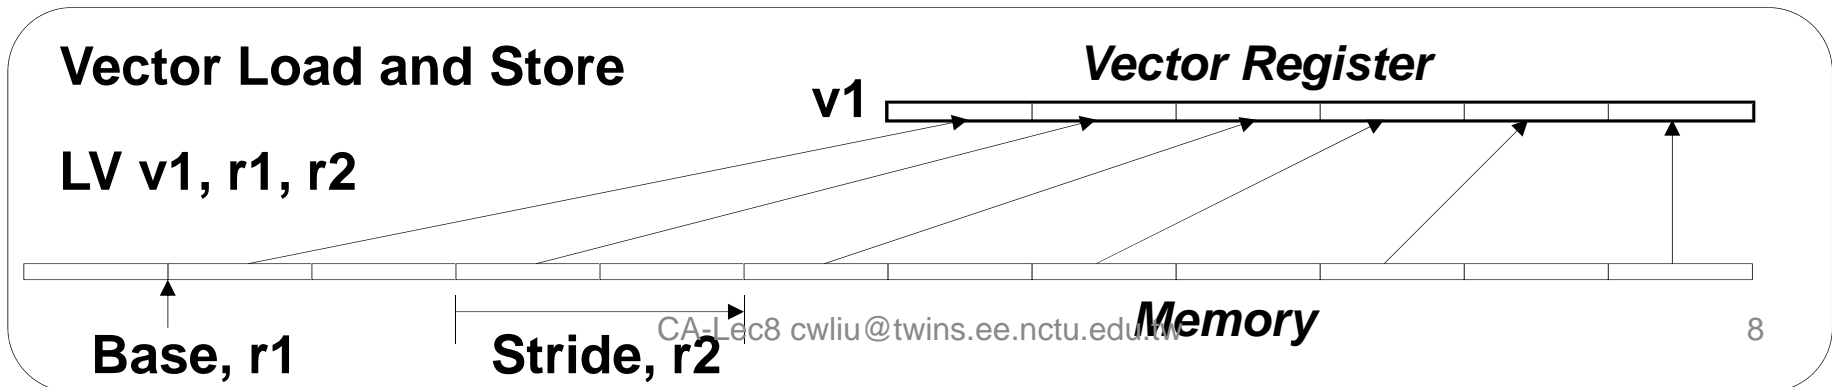 Vector Load and Store
Vector Register
v1
LV v1, r1, r2
Memory
Base, r1
Stride, r2
CA-Lec8 cwliu@twins.ee.nctu.edu.tw
8